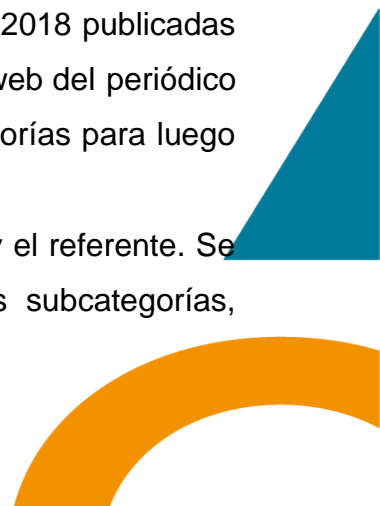 2018 publicadas
web del periódico
orías para luego
el referente. Se
subcategorías,